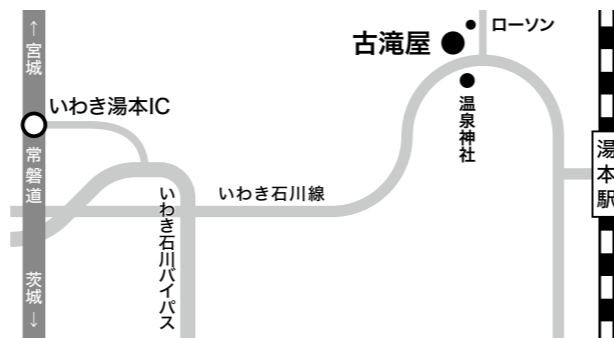 ↑宮城
いわき湯本IC
常磐道
茨城↓
いわき石川バイパス
いわき石川線
古滝屋
ローソン
温泉神社
湯本駅